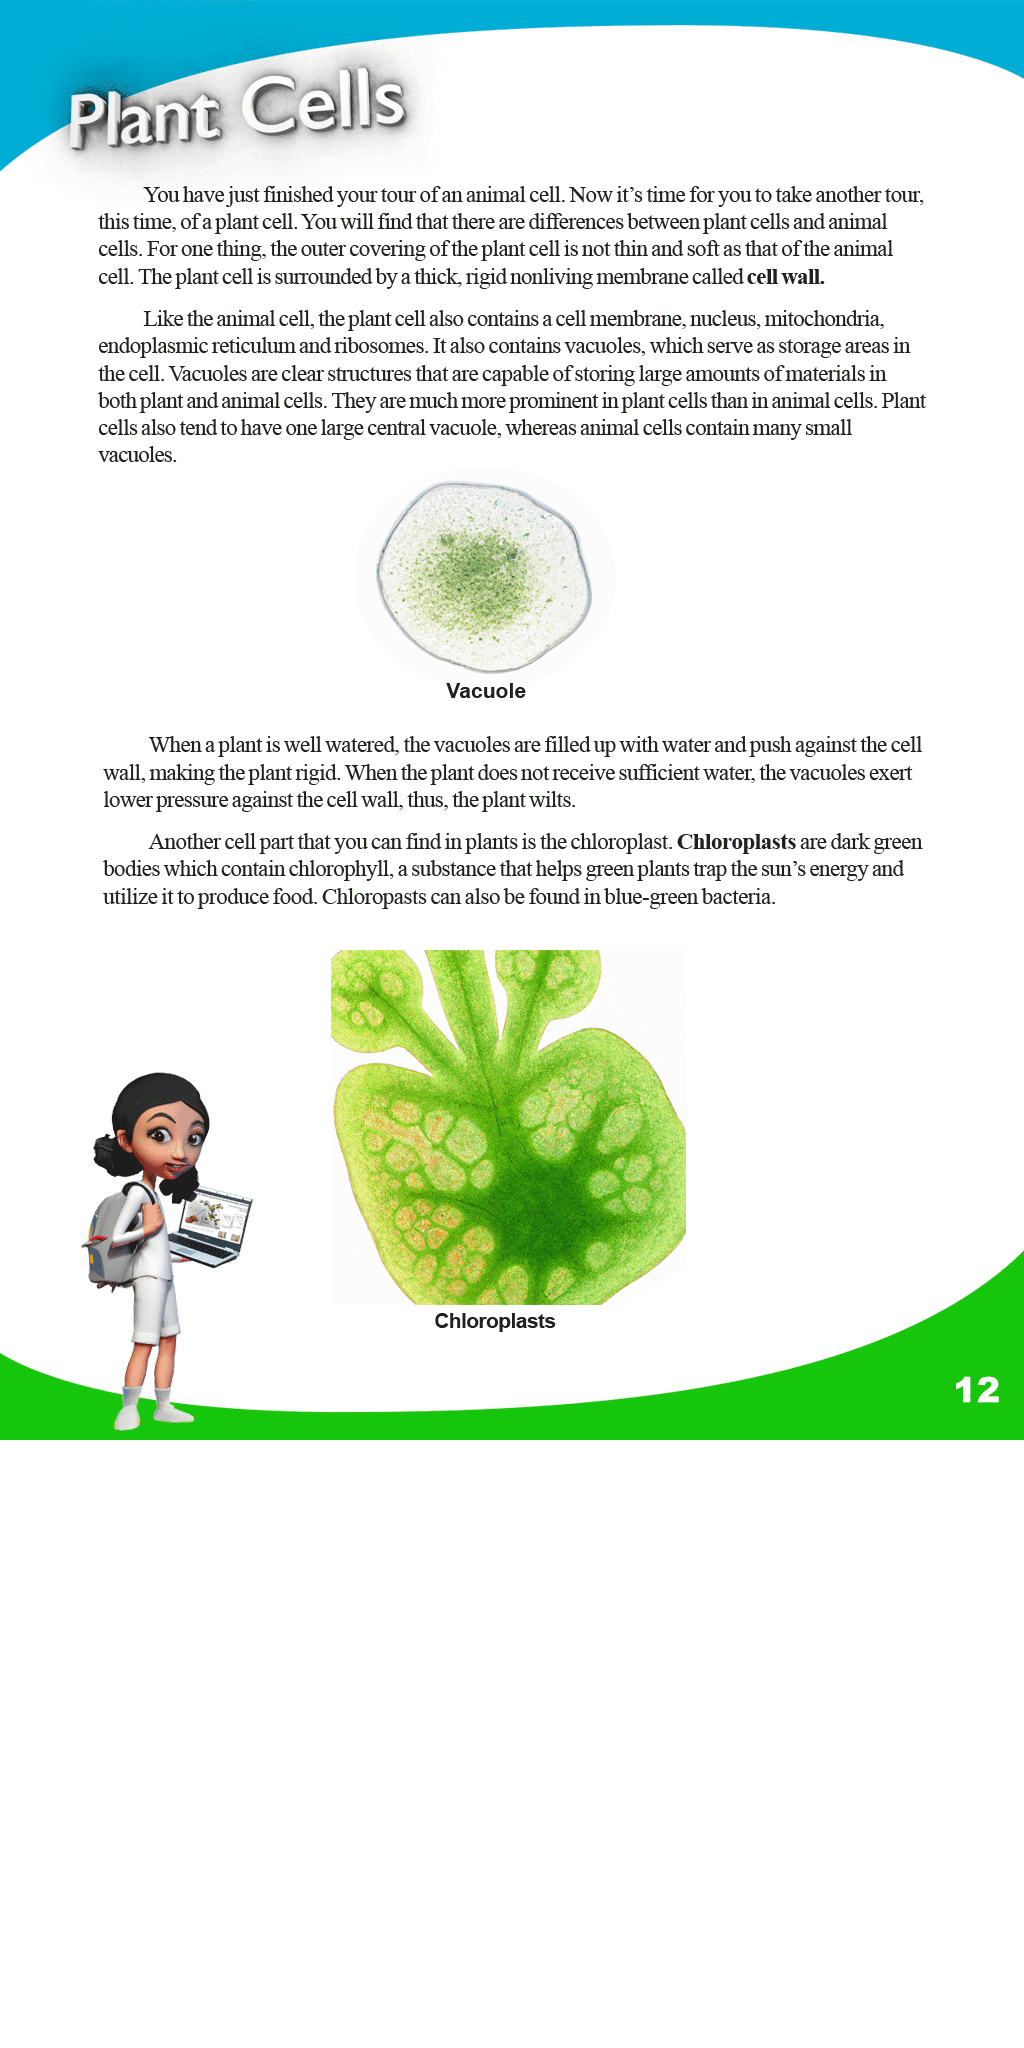 Plant Cells
You have just finished your tour of an animal cell. Now it’s time for you to take another tour,
this time, of a plant cell. You will find that there are differences between plant cells and animal
cells. For one thing, the outer covering of the plant cell is not thin and soft as that of the animal
cell. The plant cell is surrounded by a thick, rigid nonliving membrane called cell wall.
Like the animal cell, the plant cell also contains a cell membrane, nucleus, mitochondria,
endoplasmic reticulum and ribosomes. It also contains vacuoles, which serve as storage areas in
the cell. Vacuoles are clear structures that are capable of storing large amounts of materials in
both plant and animal cells. They are much more prominent in plant cells than in animal cells. Plant
cells also tend to have one large central vacuole, whereas animal cells contain many small
vacuoles.
Vacuole
When a plant is well watered, the vacuoles are filled up with water and push against the cell
wall, making the plant rigid. When the plant does not receive sufficient water, the vacuoles exert
lower pressure against the cell wall, thus, the plant wilts.
Another cell part that you can find in plants is the chloroplast. Chloroplasts are dark green
bodies which contain chlorophyll, a substance that helps green plants trap the sun’s energy and
utilize it to produce food. Chloropasts can also be found in blue-green bacteria.
Chloroplasts
12